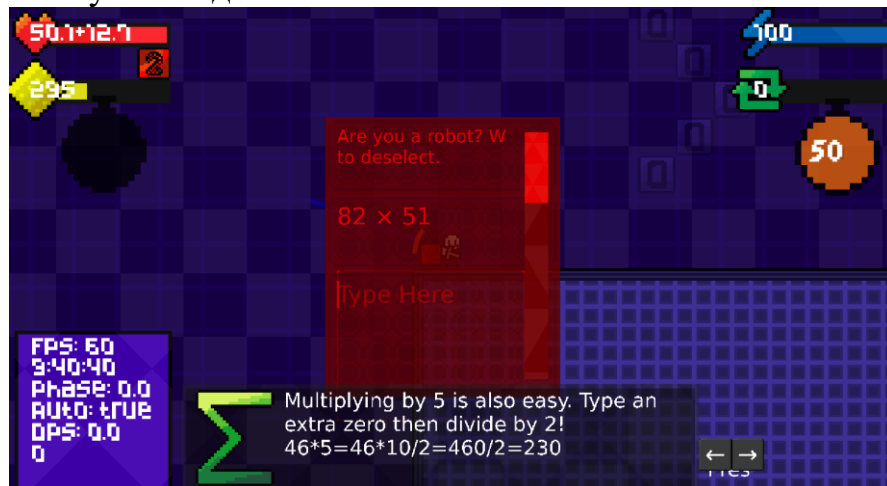 50.1+12.7
100
2
295
0
50
Are you a robot? W
to deselect.
82 × 51
Type Here
FPS: 60
9:40:40
Phase: 0.0
Auto: true
DPS: 0.0
0
Multiplying by 5 is also easy. Type an
extra zero then divide by 2!
46*5=46*10/2=460/2=230
← →